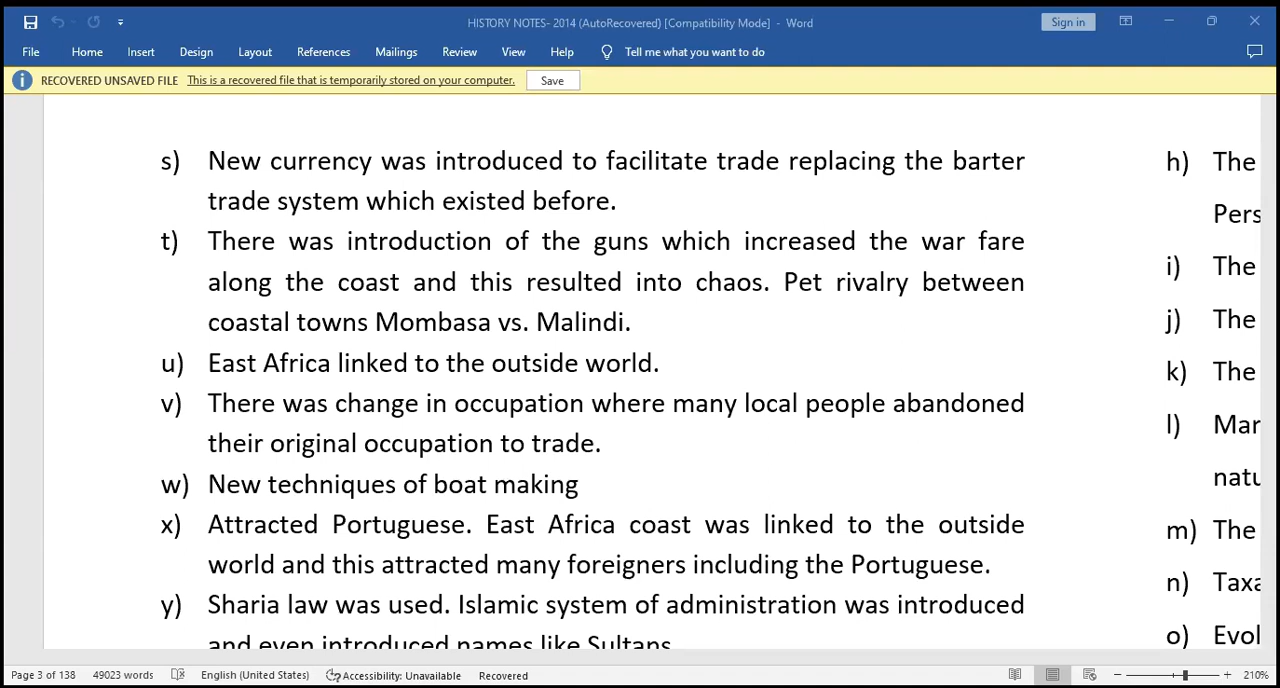 HISTORY NOTES- 2014 (AutoRecovered) [Compatibility Mode] - Word
Sign in
File Home Insert Design Layout References Mailings Review View Help Tell me what you want to do
RECOVERED UNSAVED FILE This is a recovered file that is temporarily stored on your computer. Save
s) New currency was introduced to facilitate trade replacing the barter
trade system which existed before.
t) There was introduction of the guns which increased the war fare
along the coast and this resulted into chaos. Pet rivalry between
coastal towns Mombasa vs. Malindi.
u) East Africa linked to the outside world.
v) There was change in occupation where many local people abandoned
their original occupation to trade.
w) New techniques of boat making
x) Attracted Portuguese. East Africa coast was linked to the outside
world and this attracted many foreigners including the Portuguese.
y) Sharia law was used. Islamic system of administration was introduced
and even introduced names like Sultans
h) The
Pers
i) The
j) The
k) The
l) Mar
natu
m) The
n) Taxa
o) Evol
Page 3 of 138 49023 words English (United States) Accessibility: Unavailable Recovered 210%